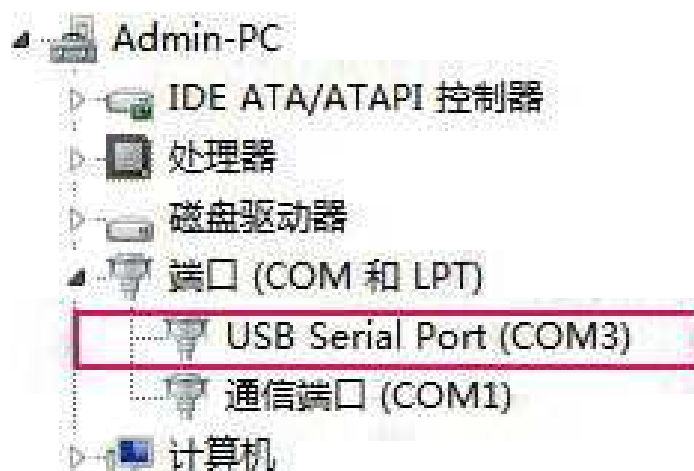 Admin-PC
IDE ATA/ATAPI 控制器
处理器
磁盘驱动器
端口 (COM 和 LPT)
USB Serial Port (COM3)
通信端口 (COM1)
计算机